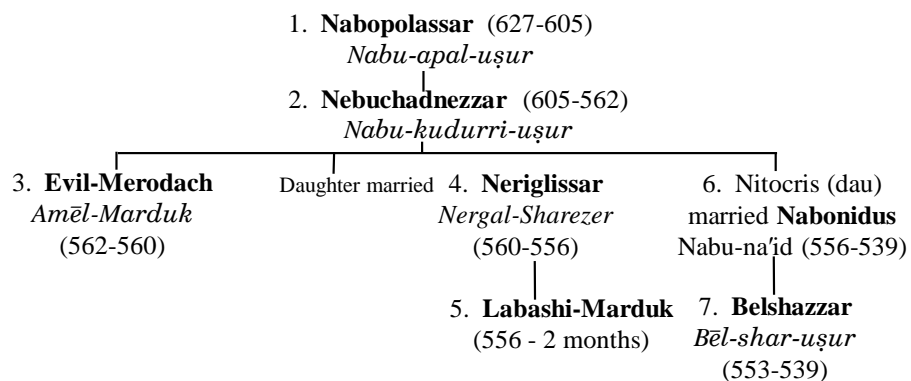 1. Nabopolassar (627-605)
Nabu-apal-uṣur
2. Nebuchadnezzar (605-562)
Nabu-kudurri-uṣur
3. Evil-Merodach
Amēl-Marduk
(562-560)
Daughter married
4. Neriglissar
Nergal-Sharezer
(560-556)
6. Nitocris (dau)
married Nabonidus
Nabu-na'id (556-539)
5. Labashi-Marduk
(556 - 2 months)
7. Belshazzar
Bēl-shar-uṣur
(553-539)